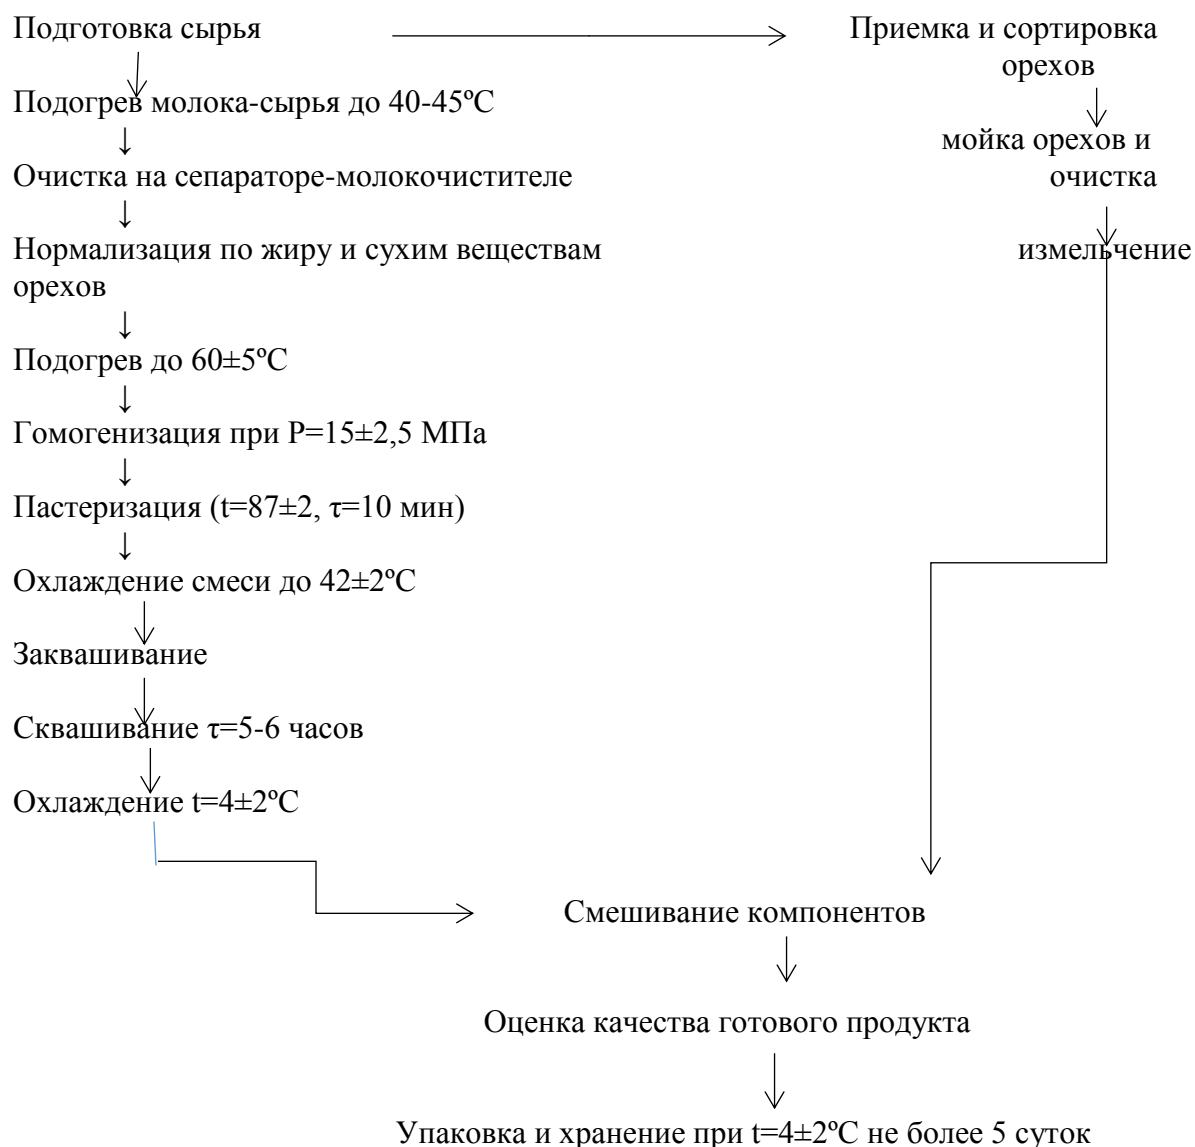 Подготовка сырья
Приемка и сортировка
орехов
Подогрев молока-сырья до 40-45ºС
мойка орехов и
очистка
Очистка на сепараторе-молокочистителе
Нормализация по жиру и сухим веществам
орехов
измельчение
Подогрев до 60±5ºС
Гомогенизация при Р=15±2,5 МПа
Пастеризация (t=87±2, τ=10 мин)
Охлаждение смеси до 42±2ºС
Заквашивание
Сквашивание τ=5-6 часов
Охлаждение t=4±2ºС
Смешивание компонентов
Оценка качества готового продукта
Упаковка и хранение при t=4±2ºС не более 5 суток